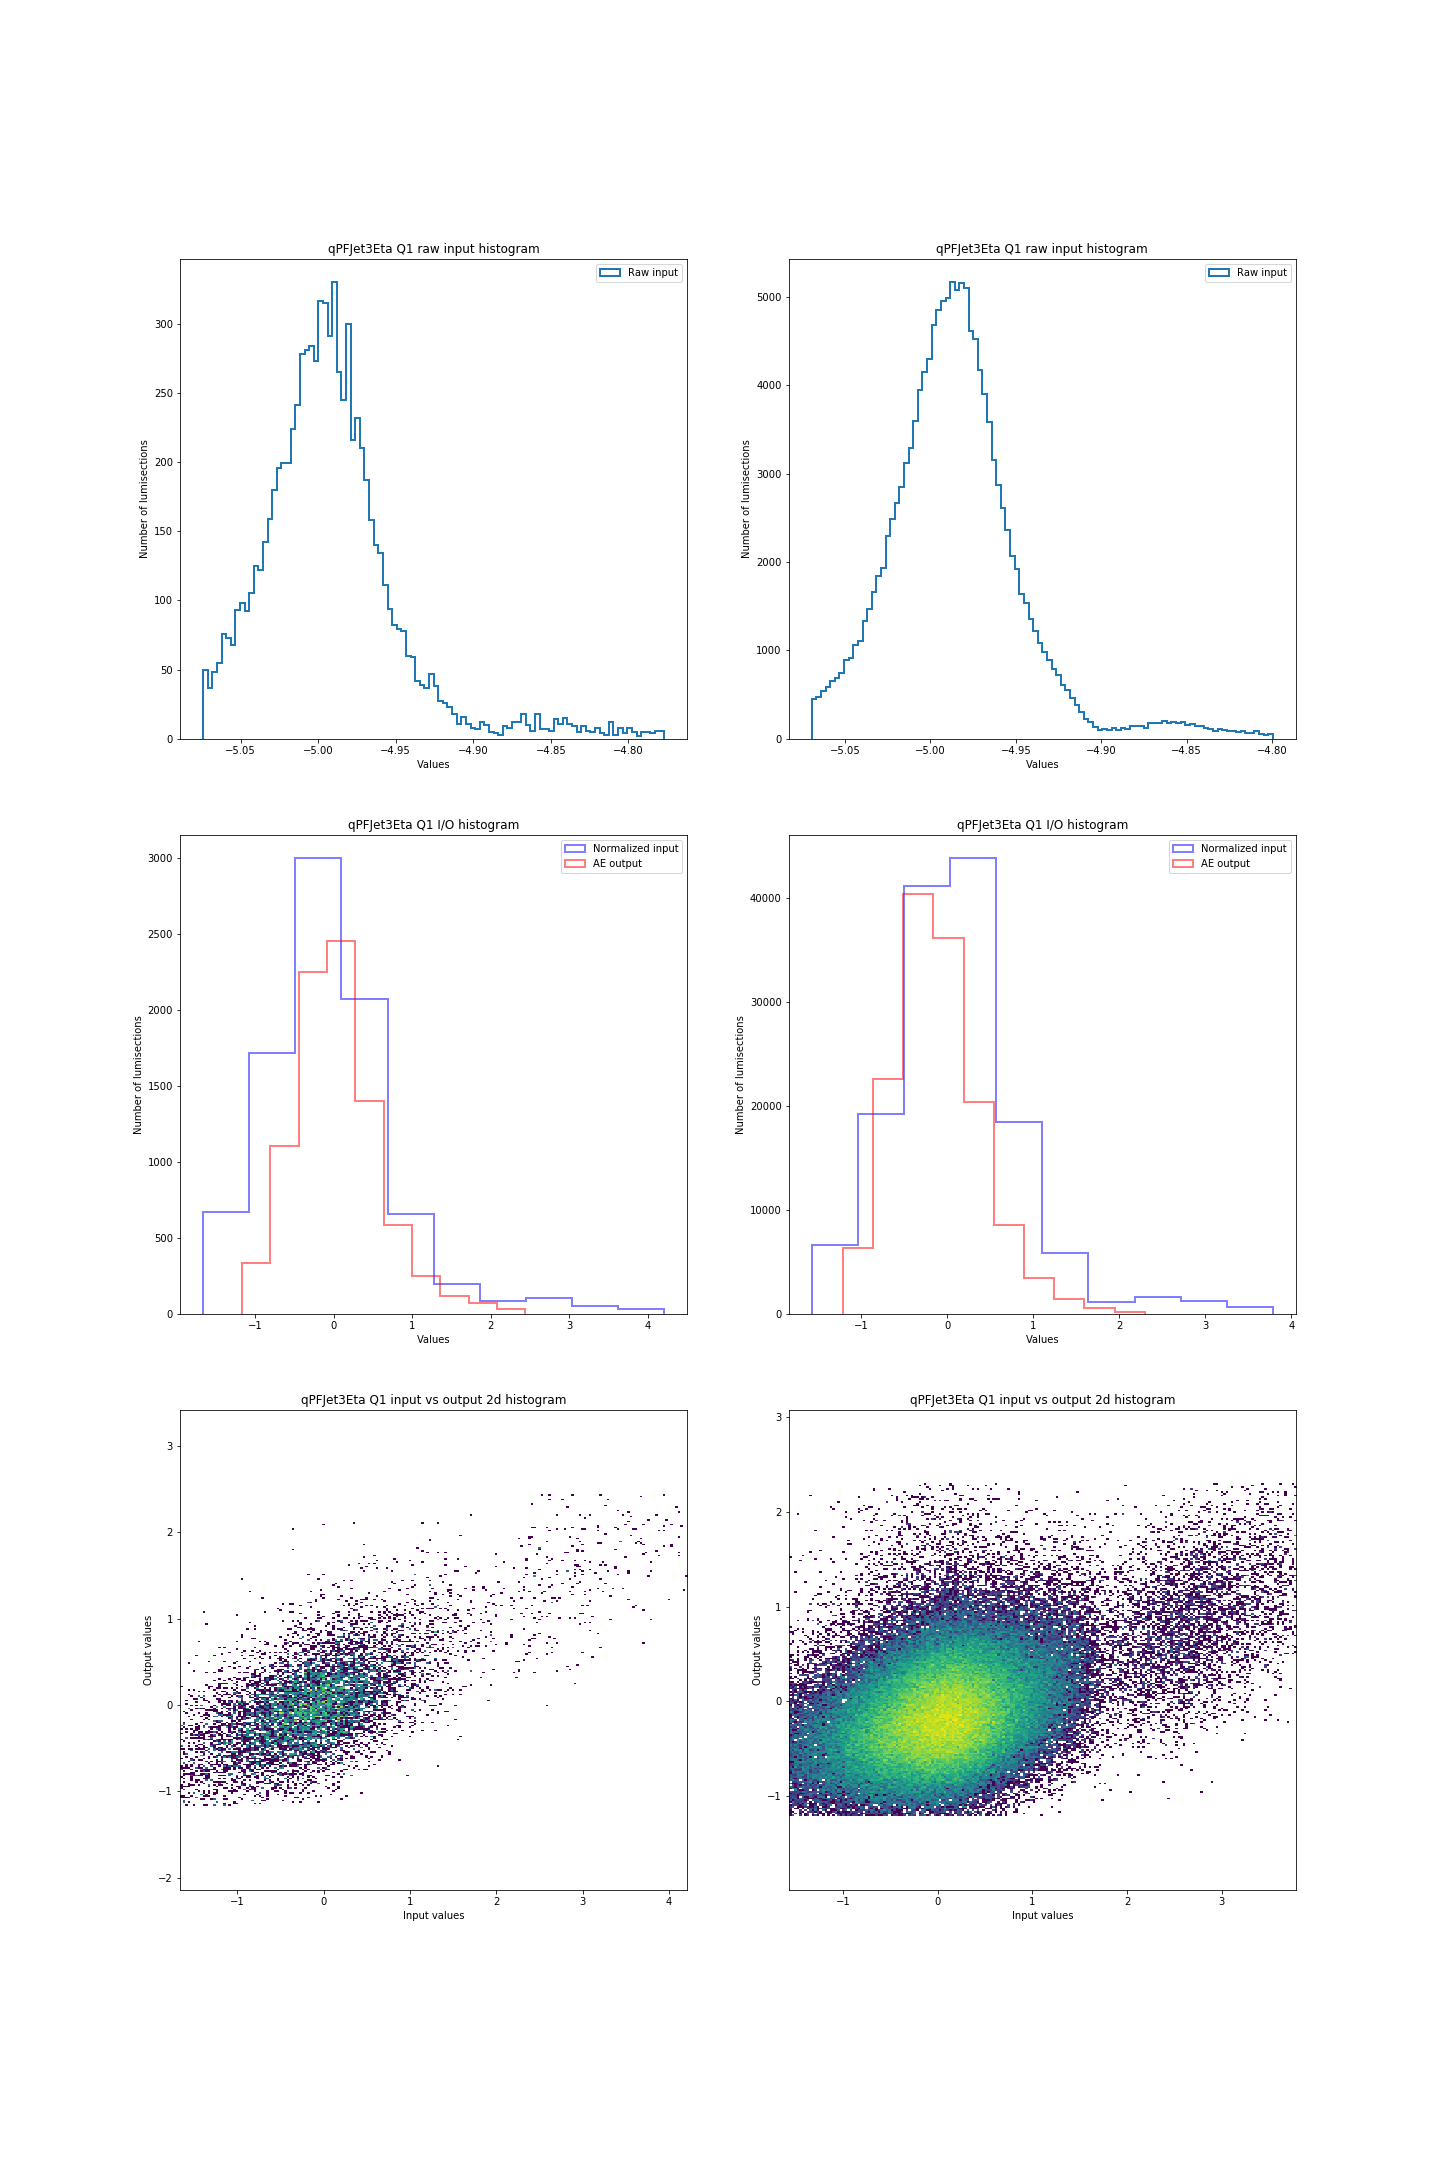 qPFJet3Eta Q1 raw input histogram
Raw input
Number of lumisections
300
250
200
150
100
50
0
−5.05
−5.00
−4.95
−4.90
−4.85
−4.80
Values
qPFJet3Eta Q1 raw input histogram
Raw input
Number of lumisections
5000
4000
3000
2000
1000
0
−5.05
−5.00
−4.95
−4.90
−4.85
−4.80
Values
qPFJet3Eta Q1 I/O histogram
Normalized input
AE output
Number of lumisections
3000
2500
2000
1500
1000
500
0
−1
0
1
2
3
4
Values
qPFJet3Eta Q1 I/O histogram
Normalized input
AE output
Number of lumisections
40000
30000
20000
10000
0
−1
0
1
2
3
4
Values
qPFJet3Eta Q1 input vs output 2d histogram
Output values
3
2
1
0
−1
−2
−1
0
1
2
3
4
Input values
qPFJet3Eta Q1 input vs output 2d histogram
Output values
3
2
1
0
−1
−1
0
1
2
3
Input values